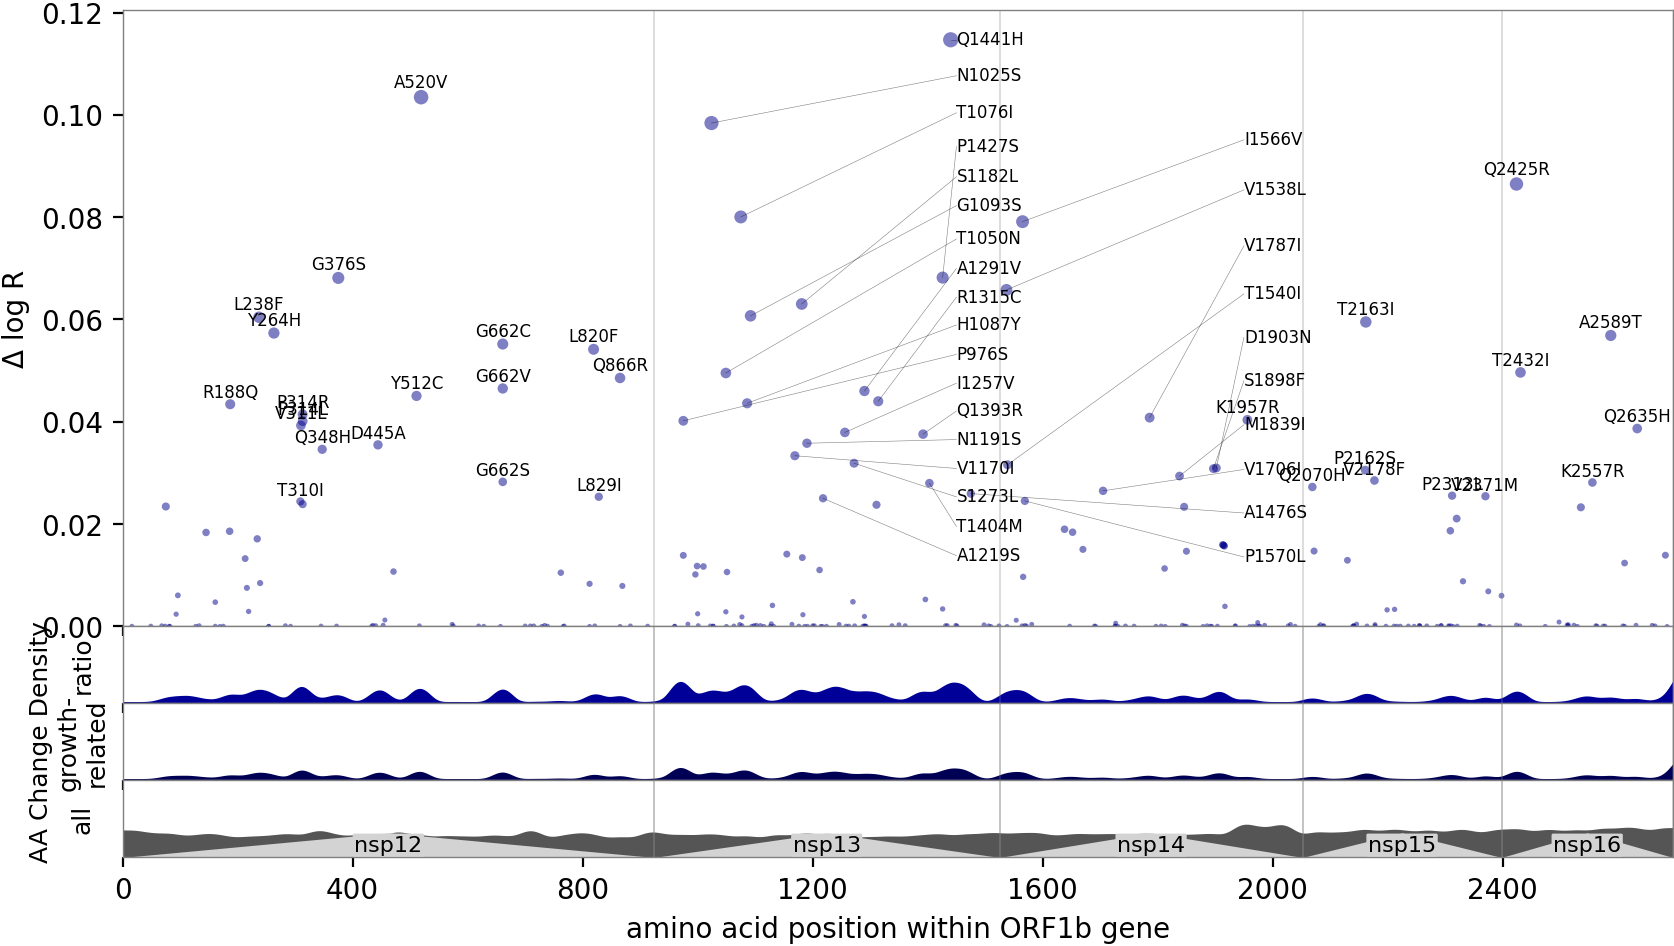 0.12
0.10
0.08
0.06
0.04
0.02
0.00
Δ log R
A520V
G376S
L238F
Y264H
G662C
L820F
Q866R
G662V
Y512C
R188Q
P314R
P314L
V311L
Q348H
D445A
G662S
L829I
T310I
Q1441H
N1025S
T1076I
P1427S
S1182L
G1093S
T1050N
A1291V
R1315C
H1087Y
P976S
I1257V
Q1393R
N1191S
V1170I
S1273L
T1404M
A1219S
I1566V
V1538L
V1787I
T1540I
D1903N
S1898F
K1957R
M1839I
V1706I
Q2070H
A1476S
P1570L
Q2425R
T2163I
A2589T
T2432I
Q2635H
P2162S
V2178F
V2371M
K2557R
AA Change Density
ratio
growth-
related
all
nsp12
nsp13
nsp14
nsp15
nsp16
0
400
800
1200
1600
2000
2400
amino acid position within ORF1b gene